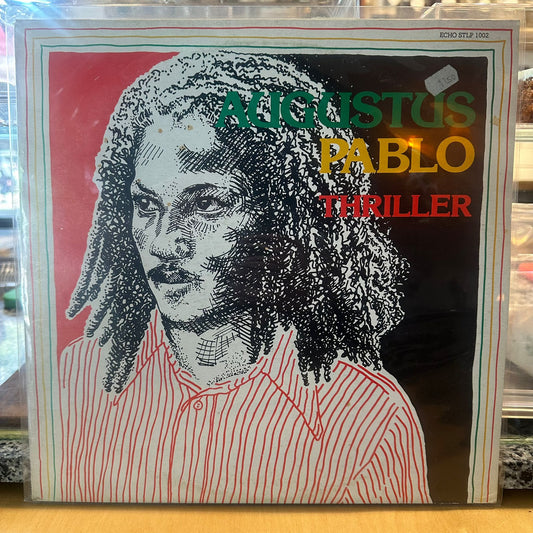 ECHO STLP 1002
AUGUSTUS
PABLO
THRILLER